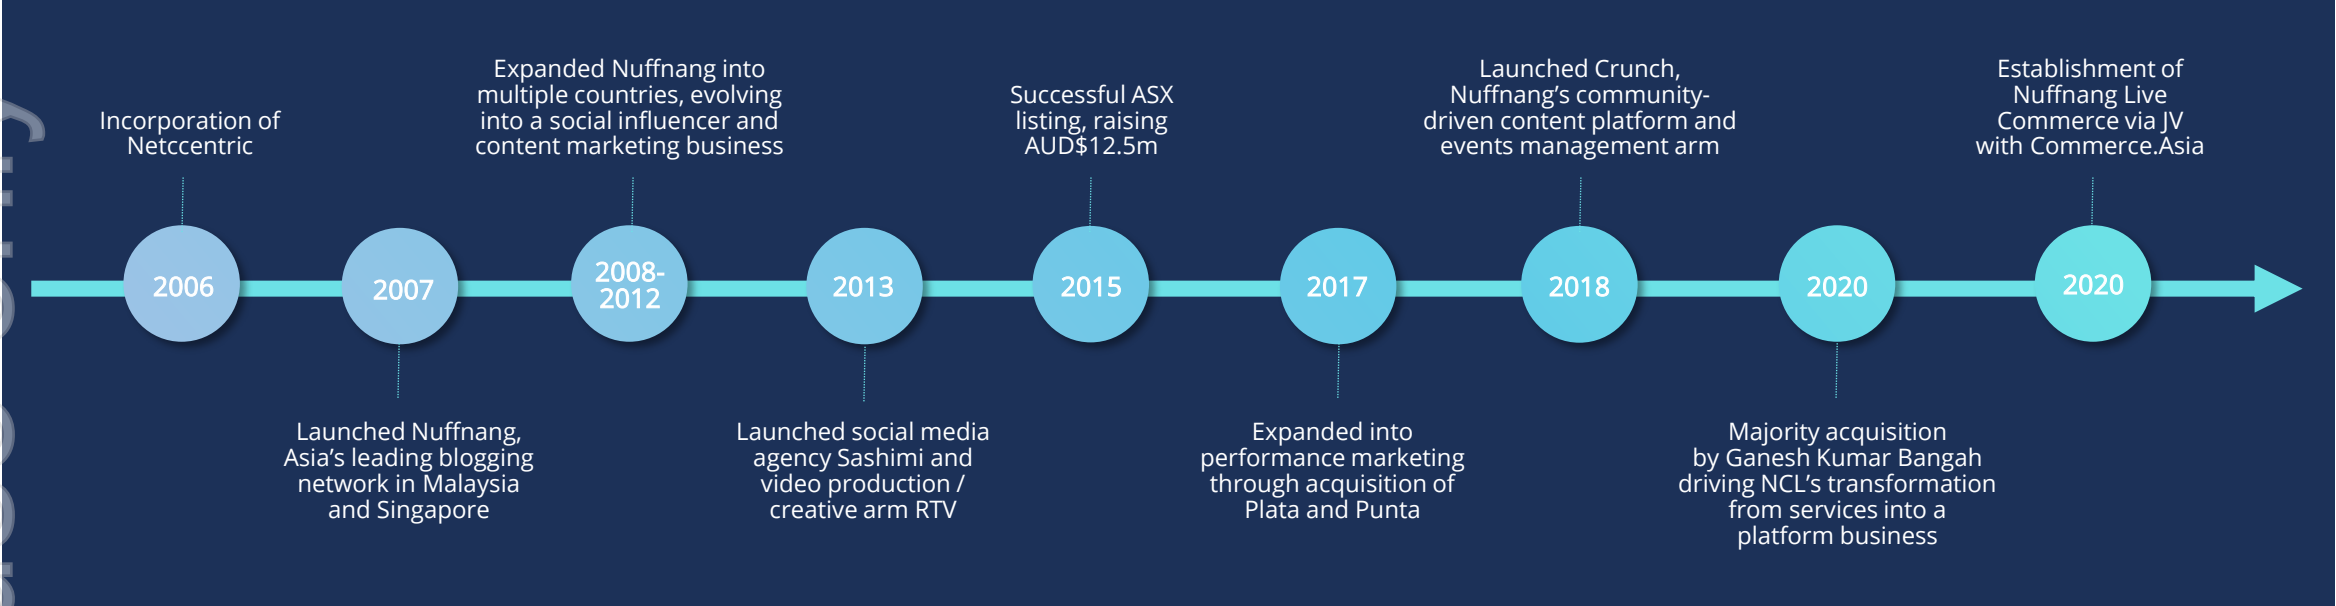 Incorporation of
Netccentric
2006
2007
Launched Nuffnang,
Asia's leading blogging
network in Malaysia
and Singapore
Expanded Nuffnang into
multiple countries, evolving
into a social influencer and
content marketing business
2008-
2012
2013
Launched social media
agency Sashimi and
video production /
creative arm RTV
Successful ASX
listing, raising
AUD$12.5m
2015
2017
Expanded into
performance marketing
through acquisition of
Plata and Punta
Launched Crunch,
Nuffnang’s community-
driven content platform and
events management arm
2018
2020
Majority acquisition
by Ganesh Kumar Bangah
driving NCL’s transformation
from services into a
platform business
Establishment of
Nuffnang Live
Commerce via JV
with Commerce.Asia
2020